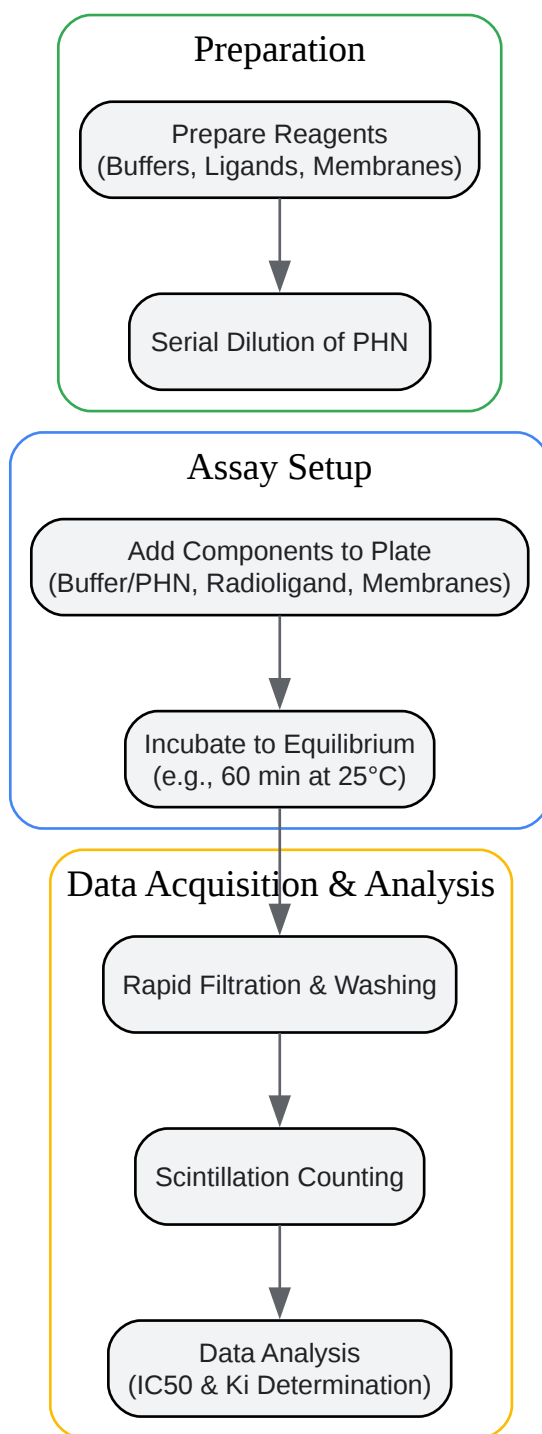 Preparation
Prepare Reagents
(Buffers, Ligands, Membranes)
Serial Dilution of PHN
Assay Setup
Add Components to Plate
(Buffer/PHN, Radioligand, Membranes)
Incubate to Equilibrium
(e.g., 60 min at 25°C)
Data Acquisition & Analysis
Rapid Filtration & Washing
Scintillation Counting
Data Analysis
(IC50 & Ki Determination)